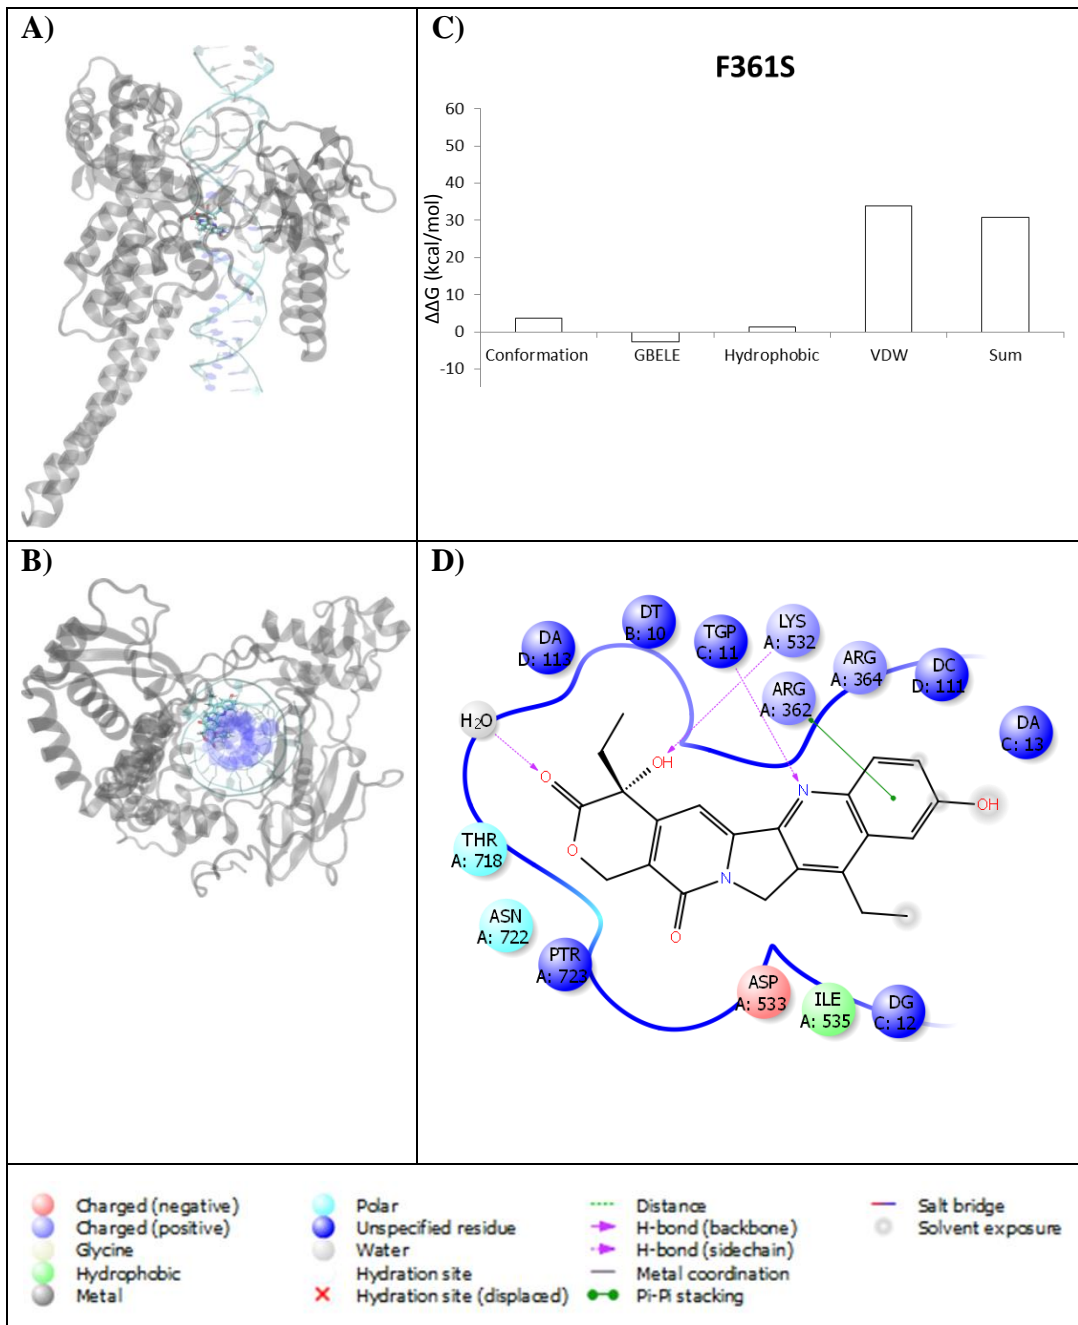 A)
C)
F361S
ΔΔG (kcal/mol)
60
50
40
30
20
10
0
-10
Conformation GBELE Hydrophobic VDW Sum
B)
D)
DA
D: 113
DT
B: 10
TGP
C: 11
LYS
A: 532
ARG
A: 362
ARG
A: 364
DC
D: 111
DA
C: 13
H2O
O
OH
N
OH
O
N
O
THR
A: 718
ASN
A: 722
PTR
A: 723
ASP
A: 533
ILE
A: 535
DG
C: 12
Charged (negative)
Charged (positive)
Glycine
Hydrophobic
Metal
Polar
Unspecified residue
Water
Hydration site
Hydration site (displaced)
Distance
H-bond (backbone)
H-bond (sidechain)
Metal coordination
Pi-Pi stacking
Salt bridge
Solvent exposure